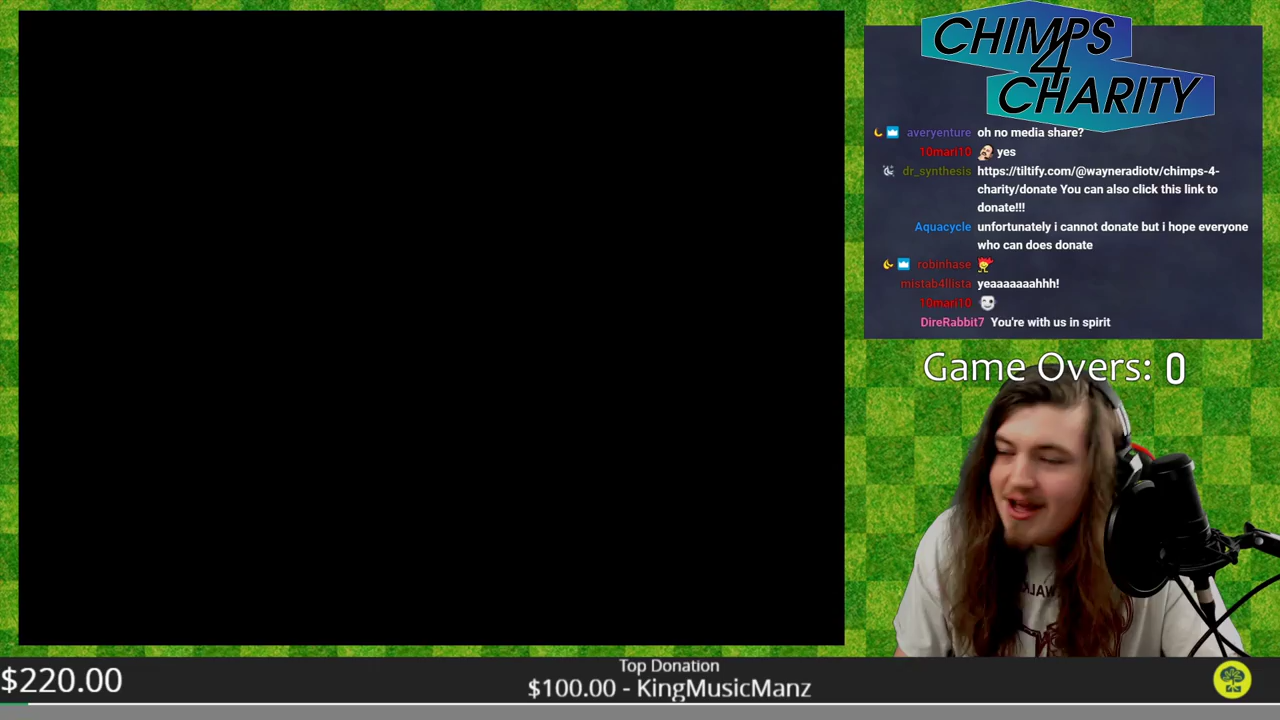 CHIMPS
4
CHARITY
averyenture oh no media share?
10mari10 yes
dr_synthesis https://tiltify.com/@wayneradiotv/chimps-4-
charity/donate You can also click this link to
donate!!!
Aquacycle unfortunately i cannot donate but i hope everyone
who can does donate
robinhase
mistab4llista yeaaaaaaahhh!
10mari10
DireRabbit7 You're with us in spirit
Game Overs: 0
$220.00
Top Donation
$100.00 - KingMusicManz